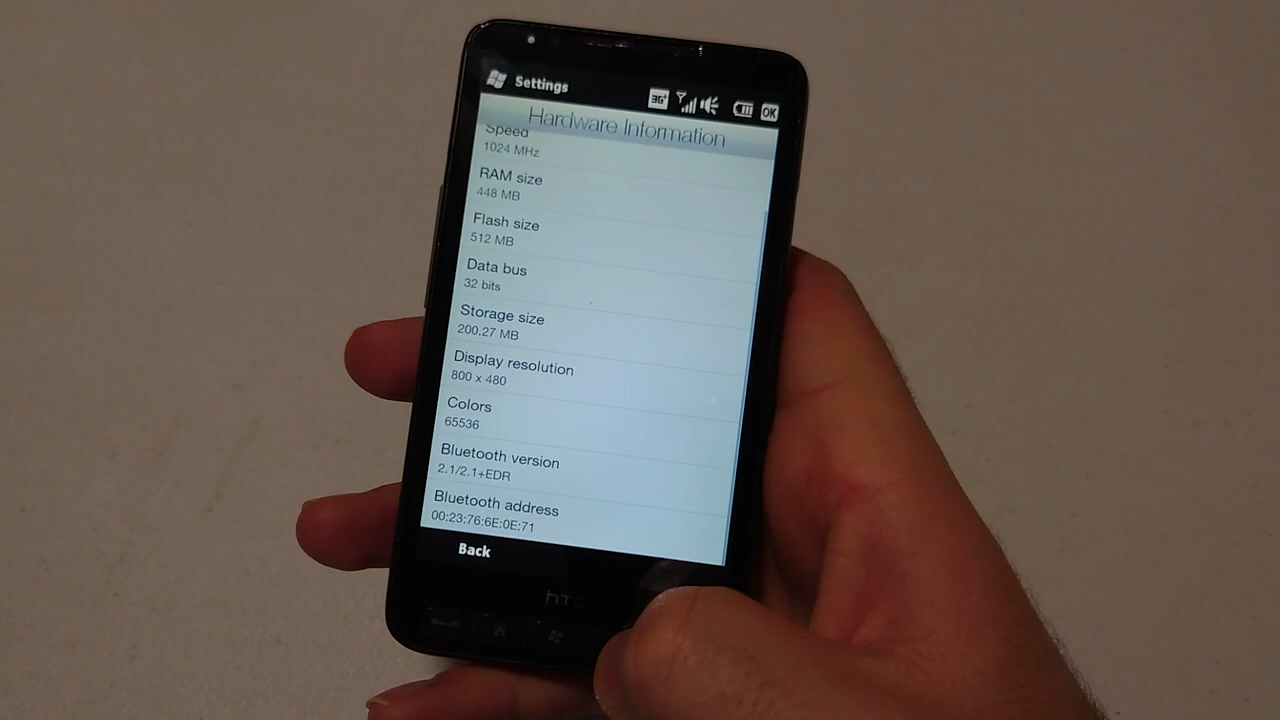 Settings
3G+
OK
Hardware Information
Speed
1024 MHz
RAM size
448 MB
Flash size
512 MB
Data bus
32 bits
Storage size
200.27 MB
Display resolution
800 x 480
Colors
65536
Bluetooth version
2.1/2.1+EDR
Bluetooth address
00:23:76:6E:0E:71
Back
hTC